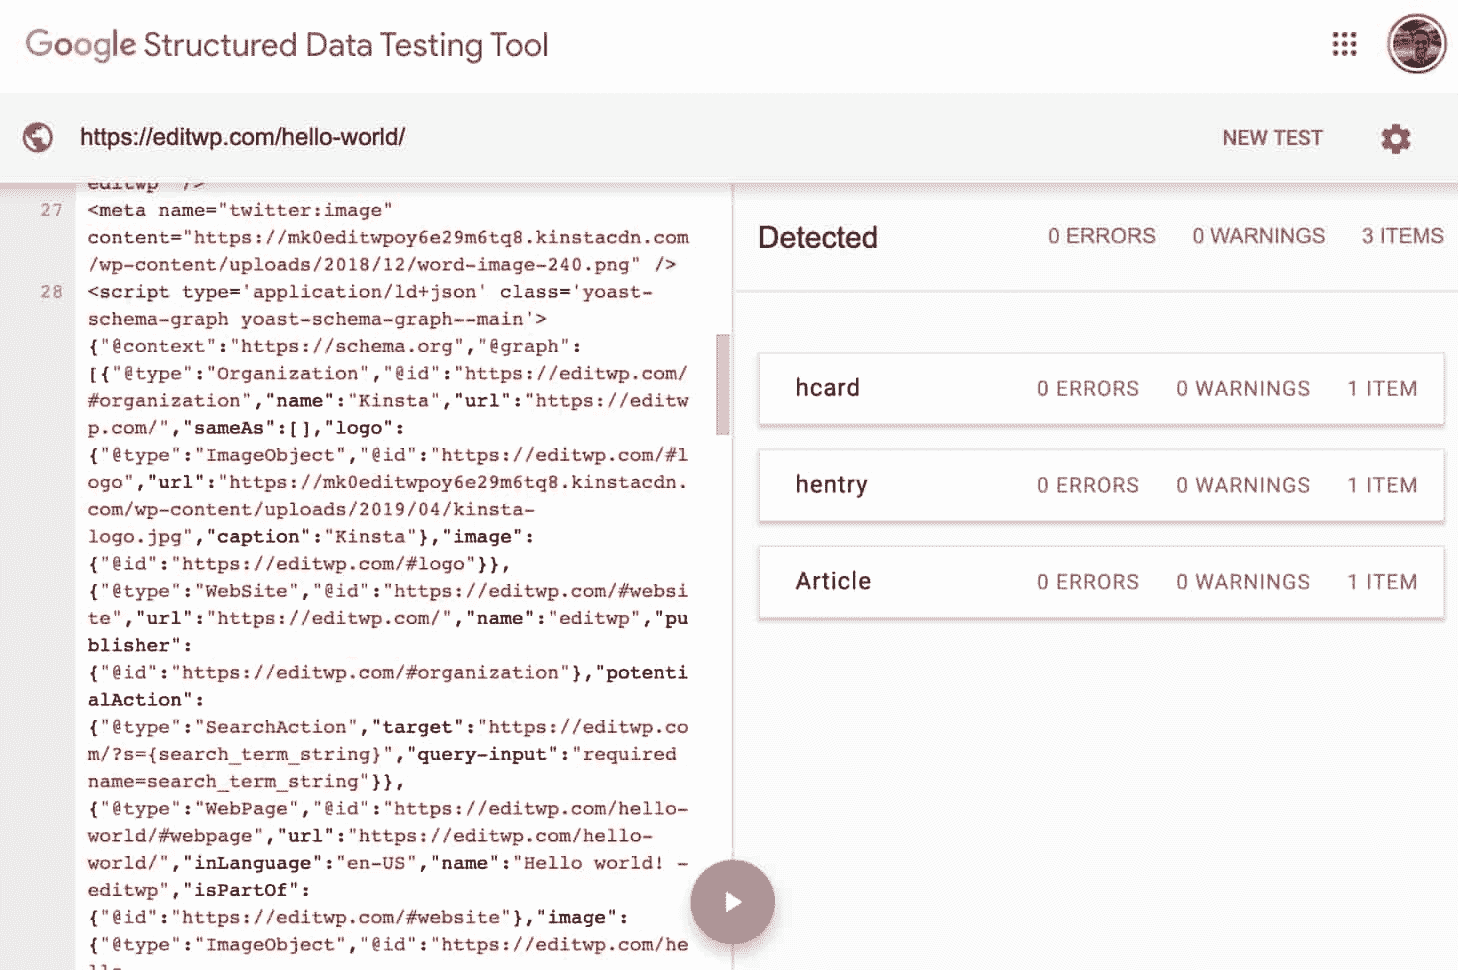 Google Structured Data Testing Tool
https://editwp.com/hello-world/
NEW TEST
editwp" />
27 <meta name="twitter:image"
content="https://mk0editwpoy6e29m6tq8.kinstacdn.com
/wp-content/uploads/2018/12/word-image-240.png" />
28 <script type='application/ld+json' class='yoast-
schema-graph yoast-schema-graph--main'>
{"@context":"https://schema.org","@graph":
[{"@type":"Organization","@id":"https://editwp.com/
#organization","name":"Kinsta","url":"https://editw
p.com/","sameAs":[],"logo":
{"@type":"ImageObject","@id":"https://editwp.com/#l
ogo","url":"https://mk0editwpoy6e29m6tq8.kinstacdn.
com/wp-content/uploads/2019/04/kinsta-
logo.jpg","caption":"Kinsta"},"image":
{"@id":"https://editwp.com/#logo"}},
{"@type":"WebSite","@id":"https://editwp.com/#websi
te","url":"https://editwp.com/","name":"editwp","pu
blisher":
{"@id":"https://editwp.com/#organization"},"potenti
alAction":
{"@type":"SearchAction","target":"https://editwp.co
m/?s={search_term_string}","query-input":"required
name=search_term_string"}},
{"@type":"WebPage","@id":"https://editwp.com/hello-
world/#webpage","url":"https://editwp.com/hello-
world/","inLanguage":"en-US","name":"Hello world! -
editwp","isPartOf":
{"@id":"https://editwp.com/#website"},"image":
{"@type":"ImageObject","@id":"https://editwp.com/he
Detected 0 ERRORS 0 WARNINGS 3 ITEMS
hcard 0 ERRORS 0 WARNINGS 1 ITEM
hentry 0 ERRORS 0 WARNINGS 1 ITEM
Article 0 ERRORS 0 WARNINGS 1 ITEM